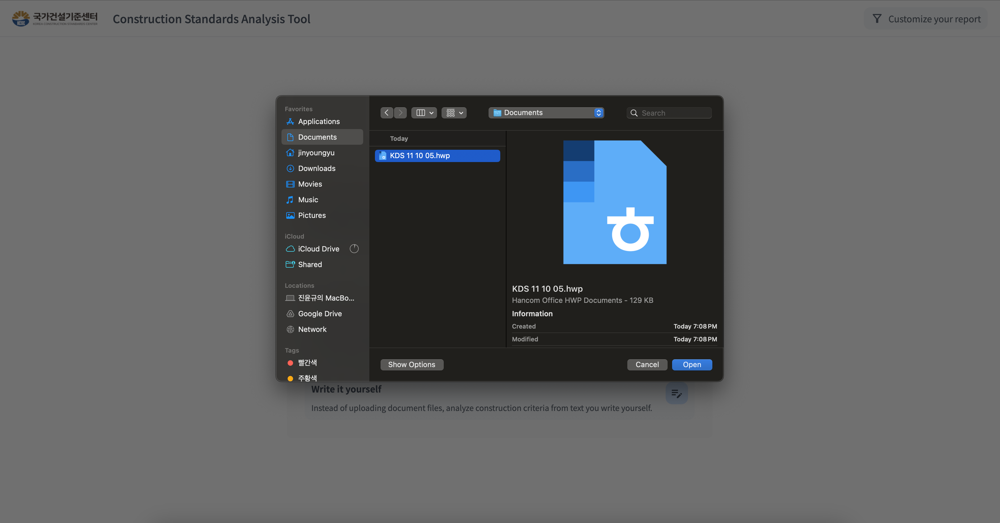 KCSC
국가건설기준센터
KOREA CONSTRUCTION STANDARDS CENTER
Construction Standards Analysis Tool
Customize your report
Favorites
Applications
Documents
jinyoungyu
Downloads
Movies
Music
Pictures
iCloud
iCloud Drive
Shared
Locations
진윤규의 MacBo...
Google Drive
Network
Tags
빨간색
주황색
Documents
Search
Today
KDS 11 10 05.hwp
ㅎ
KDS 11 10 05.hwp
Hancom Office HWP Documents - 129 KB
Information
Created Today 7:08 PM
Modified Today 7:08 PM
Show Options
Cancel
Open
Write it yourself
Instead of uploading document files, analyze construction criteria from text you write yourself.